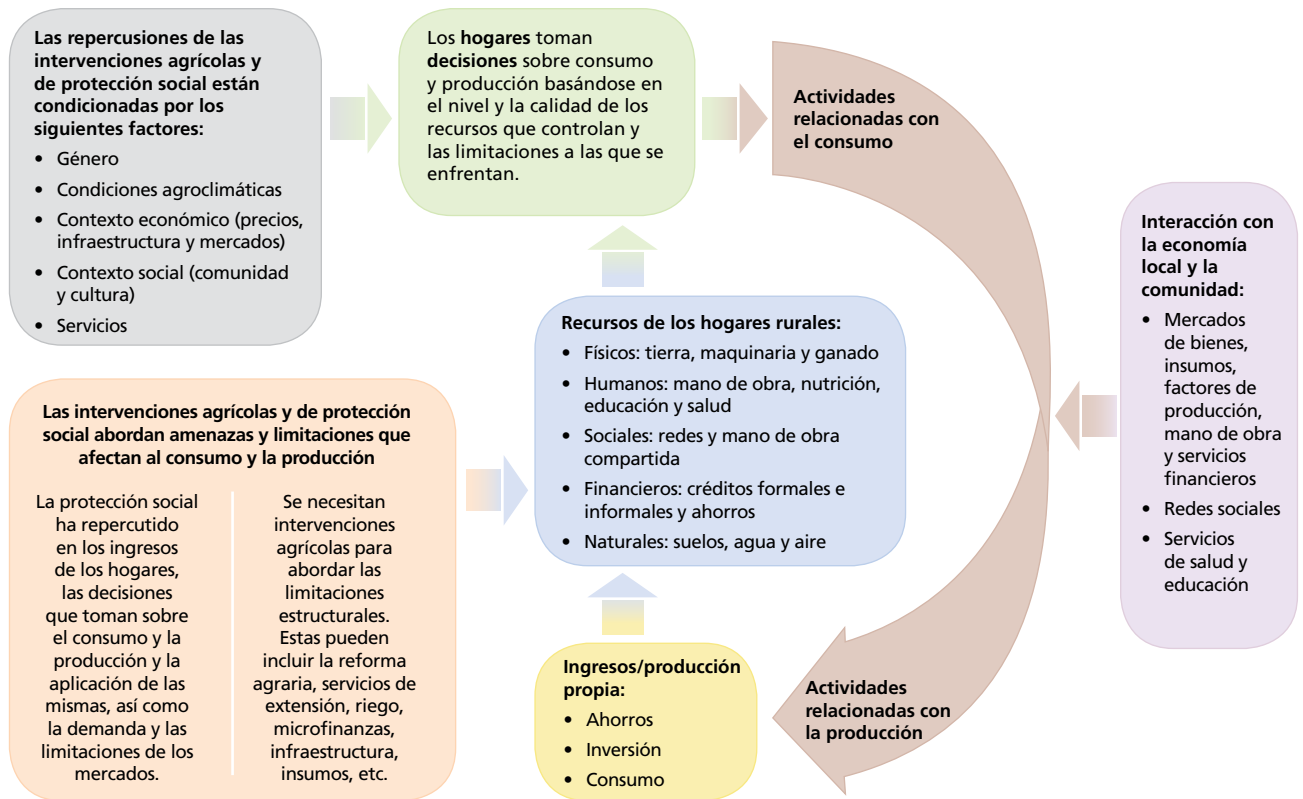 Las repercusiones de las
intervenciones agrícolas y
de protección social están
condicionadas por los
siguientes factores:
• Género
• Condiciones agroclimáticas
• Contexto económico (precios,
infraestructura y mercados)
• Contexto social (comunidad
y cultura)
• Servicios
Los hogares toman
decisiones sobre consumo
y producción basándose en
el nivel y la calidad de los
recursos que controlan y
las limitaciones a las que se
enfrentan.
Actividades
relacionadas con
el consumo
Interacción con
la economía
local y la
comunidad:
• Mercados
de bienes,
insumos,
factores de
producción,
mano de obra
y servicios
financieros
• Redes sociales
• Servicios
de salud y
educación
Recursos de los hogares rurales:
• Físicos: tierra, maquinaria y ganado
• Humanos: mano de obra, nutrición,
educación y salud
• Sociales: redes y mano de obra
compartida
• Financieros: créditos formales e
informales y ahorros
• Naturales: suelos, agua y aire
Las intervenciones agrícolas y de protección
social abordan amenazas y limitaciones que
afectan al consumo y la producción
La protección social
ha repercutido
en los ingresos
de los hogares,
las decisiones
que toman sobre
el consumo y la
producción y la
aplicación de las
mismas, así como
la demanda y las
limitaciones de los
mercados.
Se necesitan
intervenciones
agrícolas para
abordar las
limitaciones
estructurales.
Estas pueden
incluir la reforma
agraria, servicios de
extensión, riego,
microfinanzas,
infraestructura,
insumos, etc.
Ingresos/producción
propia:
• Ahorros
• Inversión
• Consumo
Actividades
relacionadas con
la producción